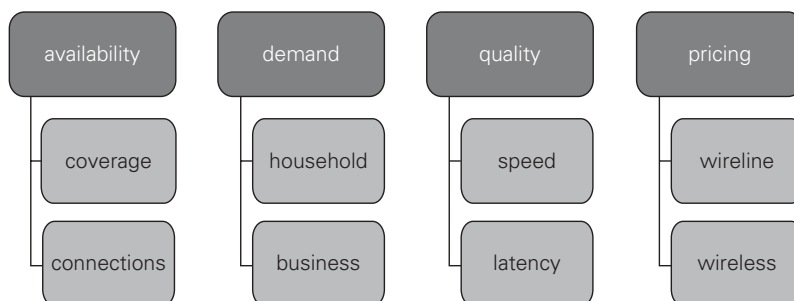 availability
demand
quality
pricing
coverage
household
speed
wireline
connections
business
latency
wireless